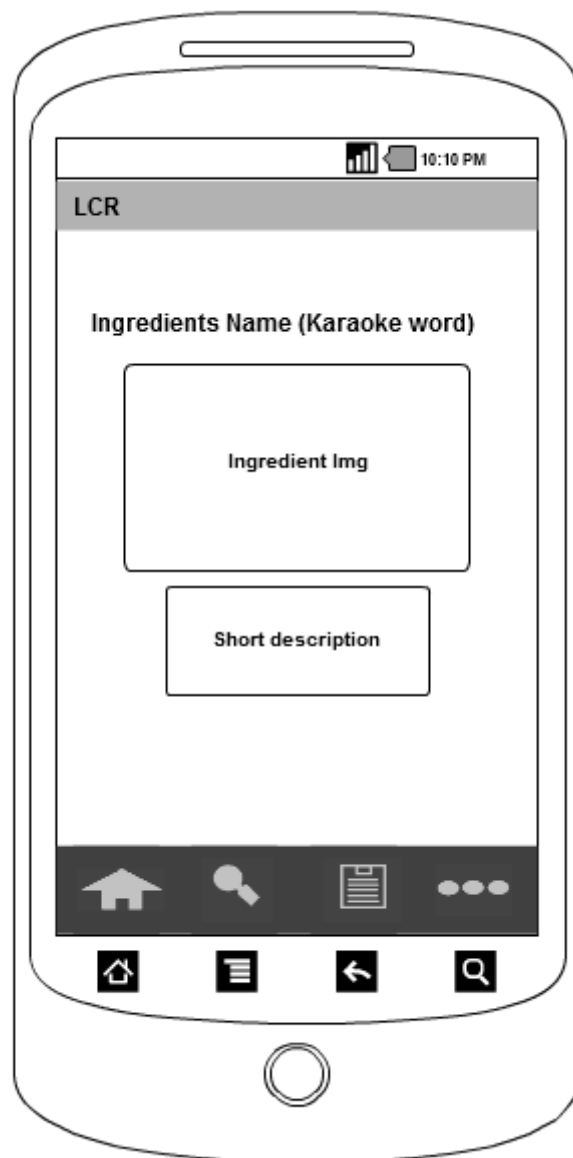 10:10 PM
LCR
Ingredients Name (Karaoke word)
Ingredient Img
Short description